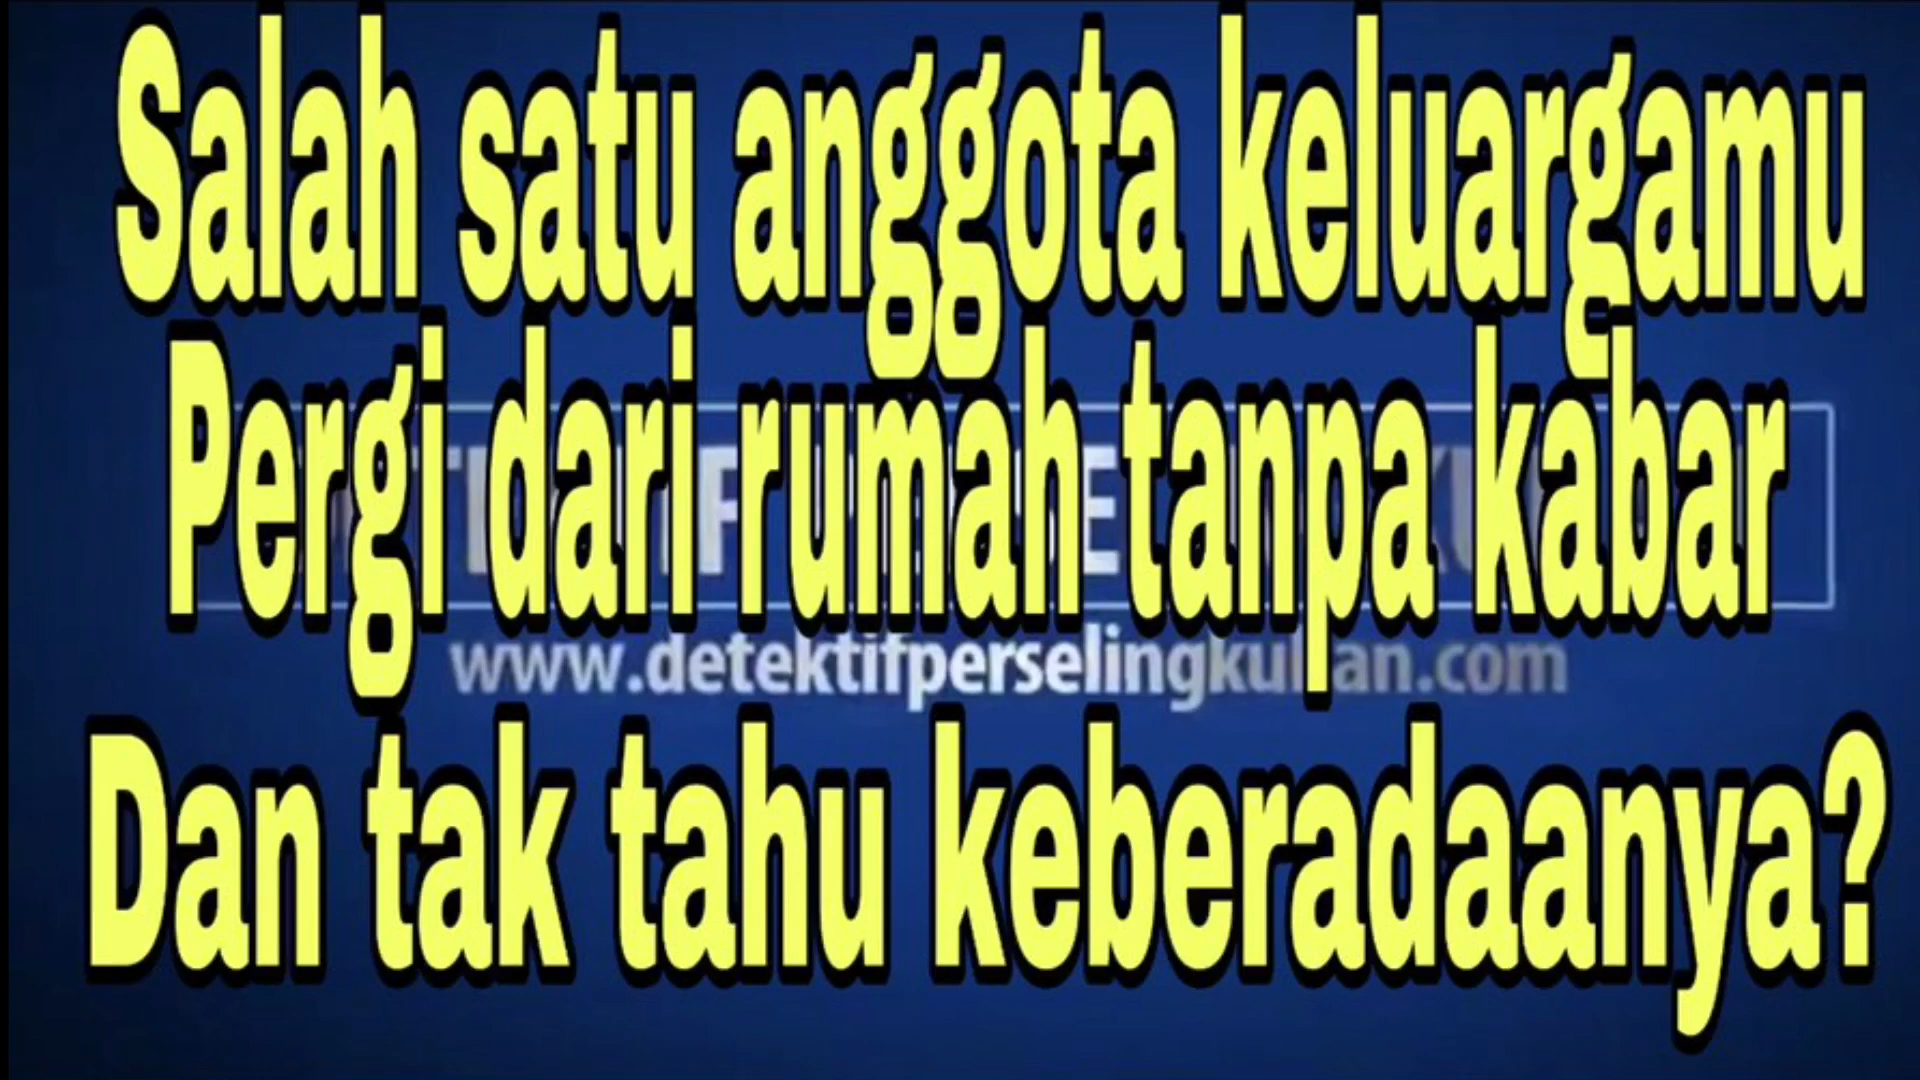 Salah satu anggota keluargamu
Pergi dari rumah tanpa kabar
www.detektifperselingkuhan.com
Dan tak tahu keberadaanya?